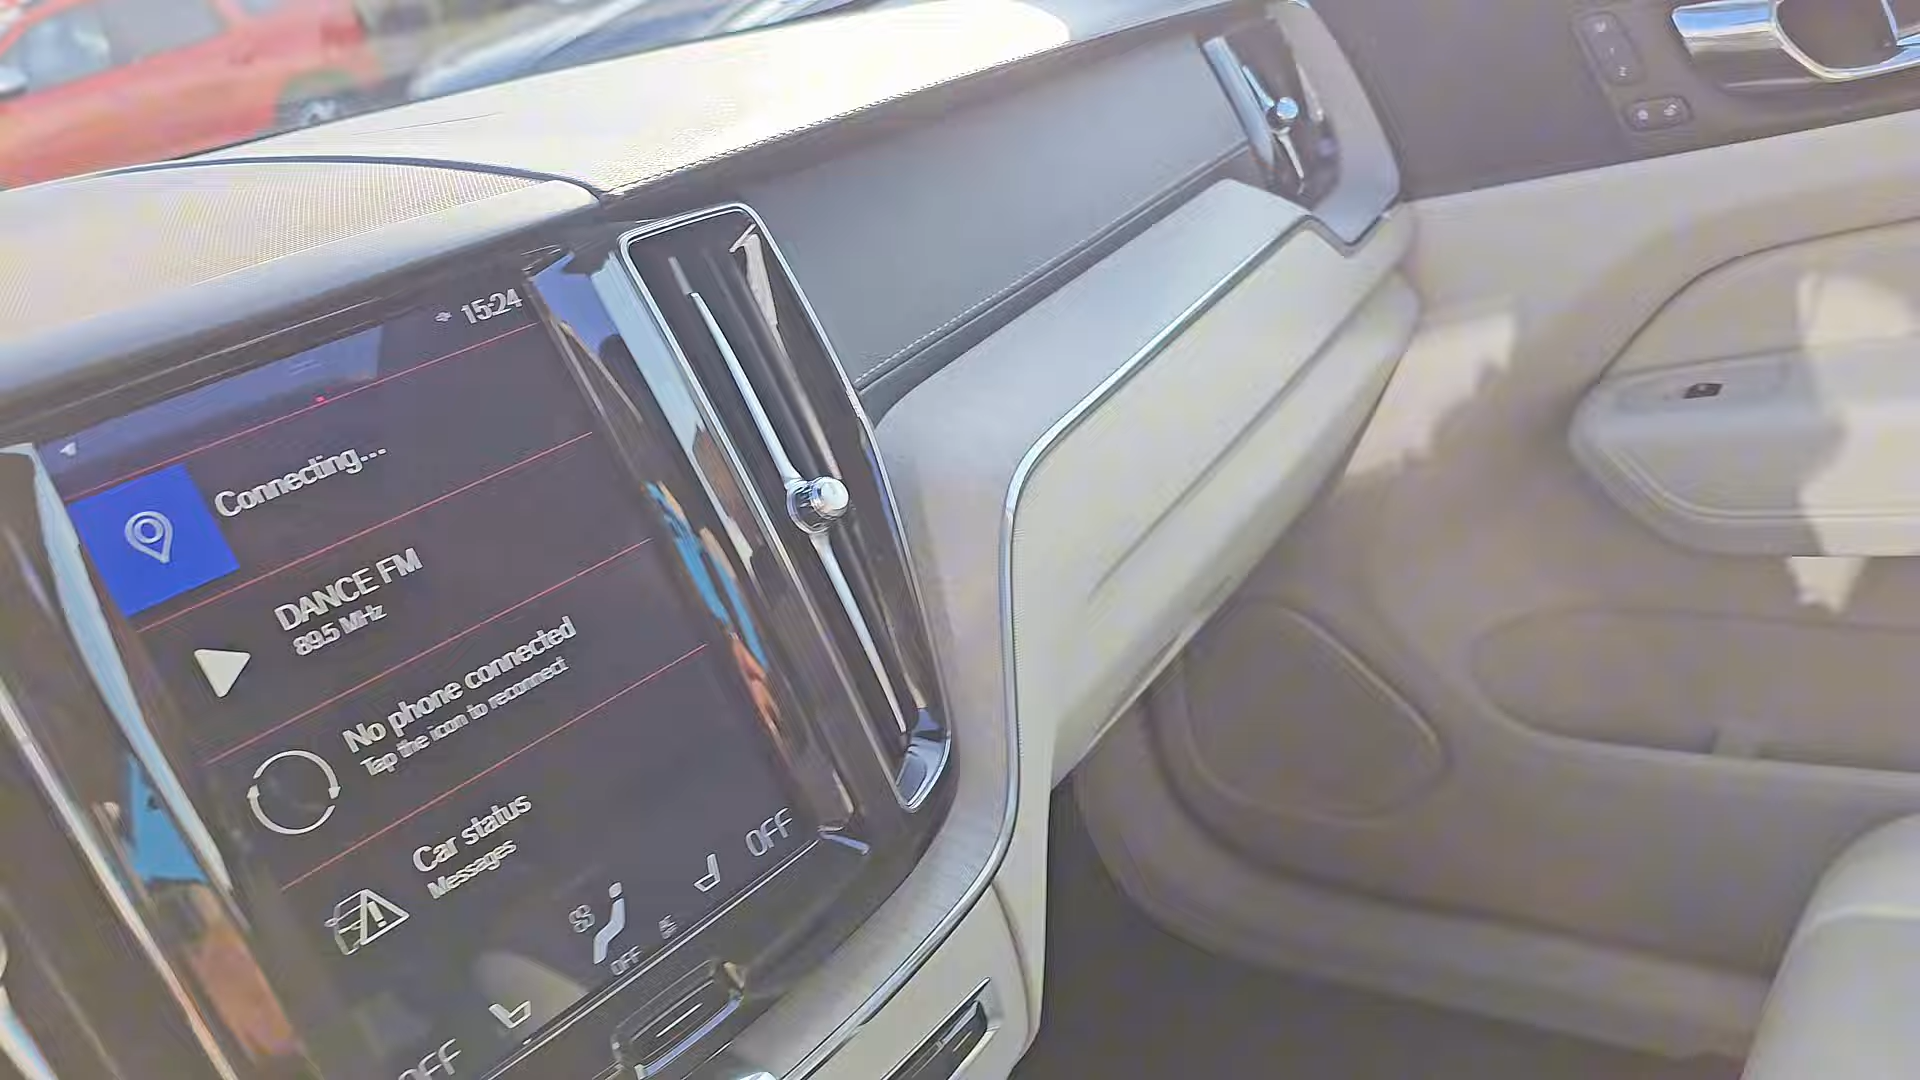 15:24
Connecting...
DANCE FM
89.5 MHz
No phone connected
Tap the icon to reconnect
Car status
Messages
OFF
OFF
OFF